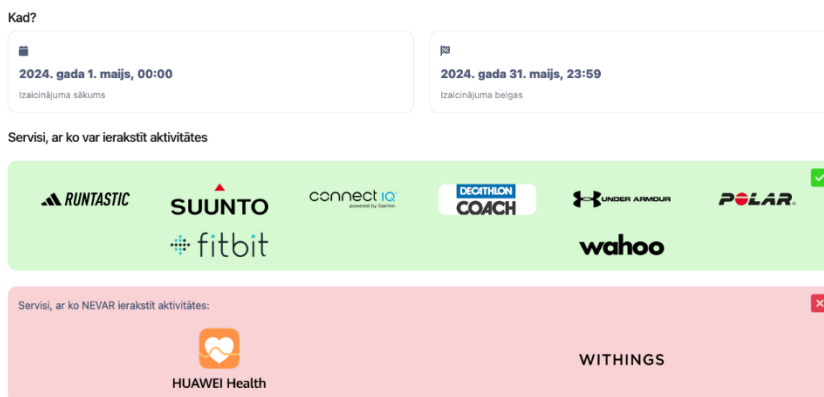 Kad?
2024. gada 1. maijs, 00:00
Izaicinājuma sākums
2024. gada 31. maijs, 23:59
Izaicinājuma beigas
Servisi, ar ko var ierakstīt aktivitātes
RUNTASTIC
SUUNTO
connect iQ
powered by Garmin
DECATHLON
COACH
UNDER ARMOUR
POLAR.
fitbit
wahoo
Servisi, ar ko NEVAR ierakstīt aktivitātes:
HUAWEI Health
WITHINGS